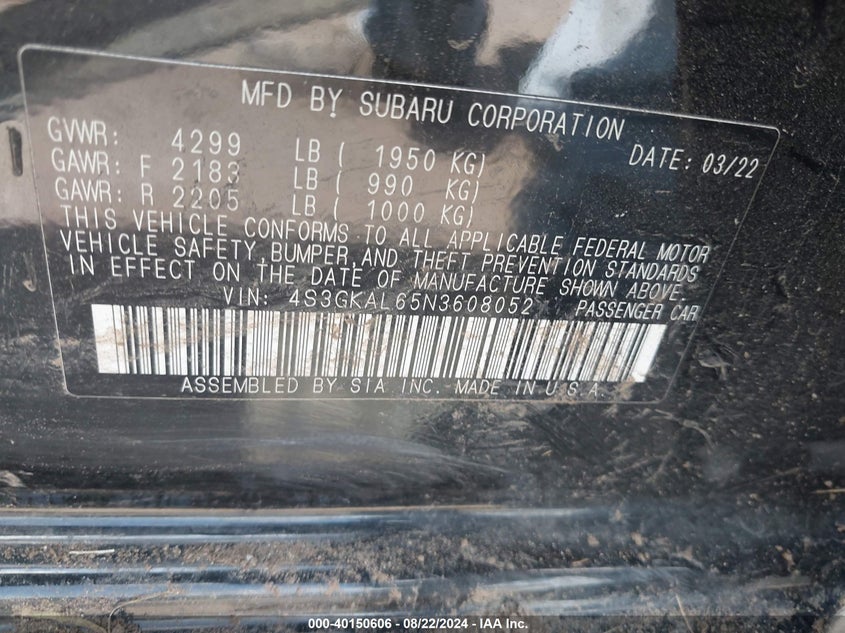 MFD BY SUBARU CORPORATION
GVWR: 4299 LB ( 1950 KG) DATE: 03/22
GAWR: F 2183 LB ( 990 KG)
GAWR: R 2205 LB ( 1000 KG)
THIS VEHICLE CONFORMS TO ALL APPLICABLE FEDERAL MOTOR
VEHICLE SAFETY, BUMPER, AND THEFT PREVENTION STANDARDS
IN EFFECT ON THE DATE OF MANUFACTURE SHOWN ABOVE.
VIN: 4S3GKAL65N3608052 PASSENGER CAR
ASSEMBLED BY SIA INC. MADE IN U.S.A.
000-40150606 - 08/22/2024 - IAA Inc.